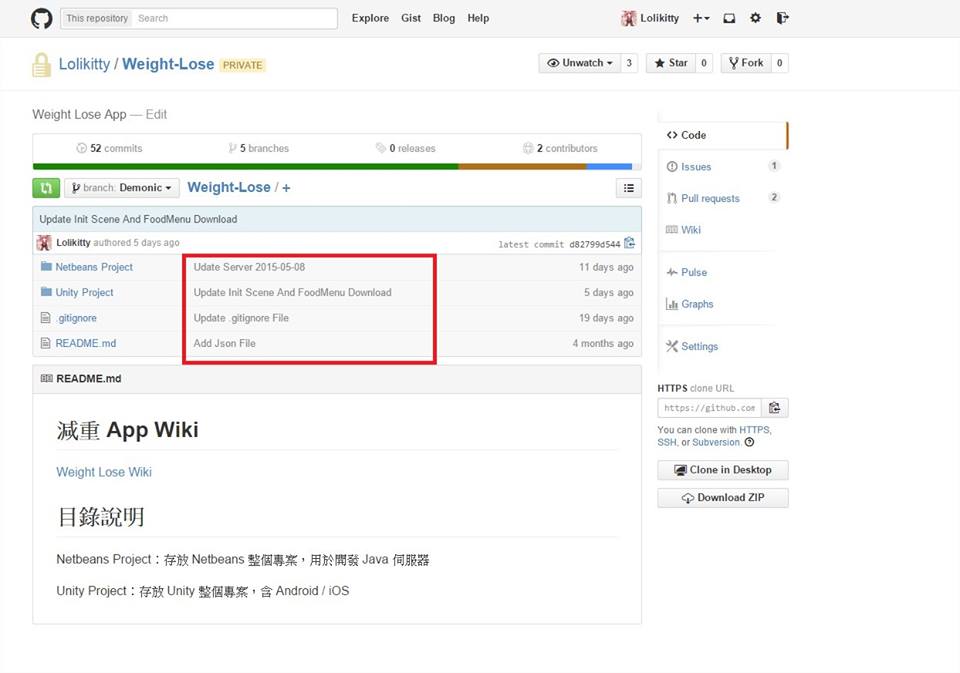 This repository Search Explore Gist Blog Help Lolikitty
Lolikitty / Weight-Lose PRIVATE Unwatch 3 Star 0 Fork 0
Weight Lose App — Edit
52 commits 5 branches 0 releases 2 contributors
branch: Demonic Weight-Lose / +
Update Init Scene And FoodMenu Download
Lolikitty authored 5 days ago latest commit d82799d544
Netbeans Project Udate Server 2015-05-08 11 days ago
Unity Project Update Init Scene And FoodMenu Download 5 days ago
.gitignore Update .gitignore File 19 days ago
README.md Add Json File 4 months ago
README.md
減重 App Wiki
Weight Lose Wiki
目錄說明
Netbeans Project：存放 Netbeans 整個專案，用於開發 Java 伺服器
Unity Project：存放 Unity 整個專案，含 Android / iOS
Code
Issues 1
Pull requests 2
Wiki
Pulse
Graphs
Settings
HTTPS clone URL
https://github.com
You can clone with HTTPS,
SSH, or Subversion.
Clone in Desktop
Download ZIP